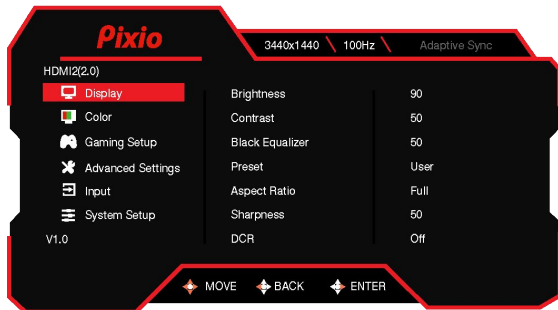 Pixio
3440x1440 \ 100Hz \ Adaptive Sync
HDMI2(2.0)
Display Brightness 90
Color Contrast 50
Gaming Setup Black Equalizer 50
Advanced Settings Preset User
Input Aspect Ratio Full
System Setup Sharpness 50
V1.0 DCR Off
MOVE BACK ENTER